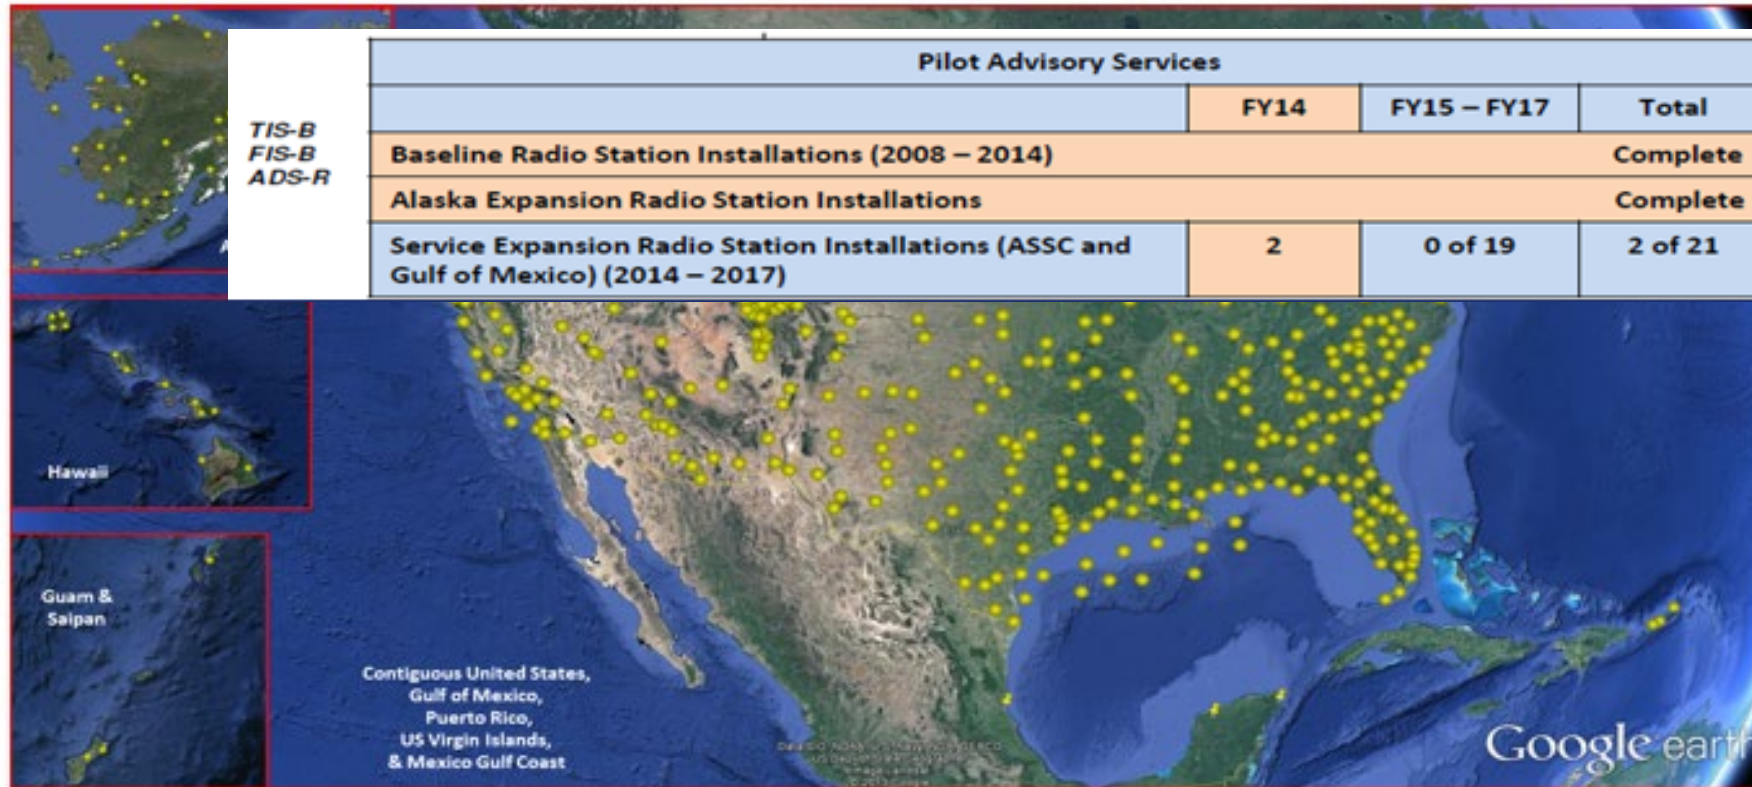 Pilot Advisory Services
FY14 FY15 – FY17 Total
TIS-B
FIS-B
ADS-R
Baseline Radio Station Installations (2008 – 2014) Complete
Alaska Expansion Radio Station Installations Complete
Service Expansion Radio Station Installations (ASSC and
Gulf of Mexico) (2014 – 2017) 2 0 of 19 2 of 21
Hawaii
Guam &
Saipan
Contiguous United States,
Gulf of Mexico,
Puerto Rico,
US Virgin Islands,
& Mexico Gulf Coast
Google earth